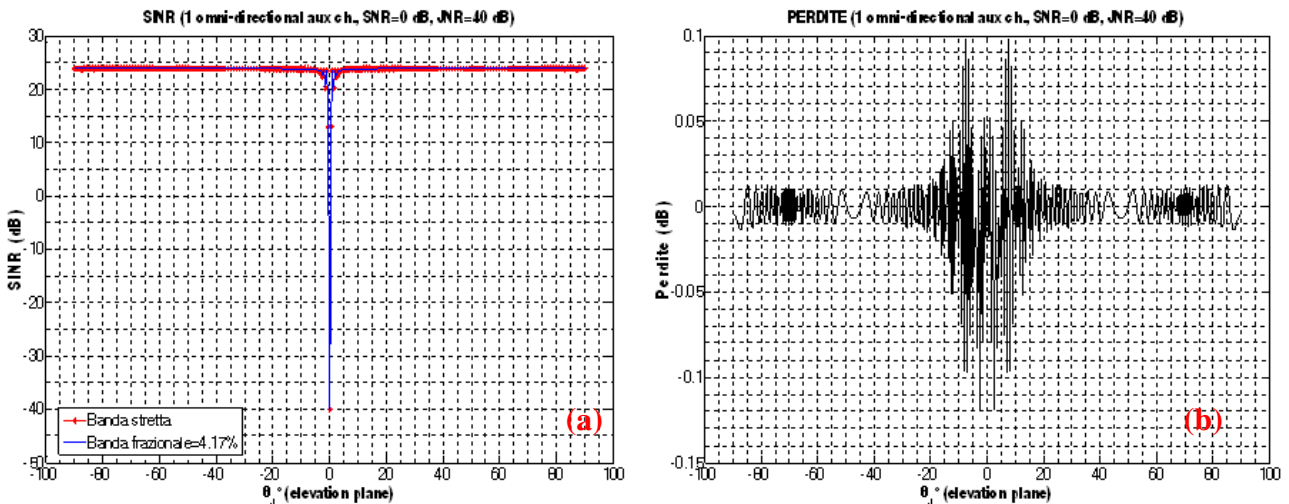 SINR (1 omni-directional aux ch., SNR=0 dB, JNR=40 dB)
30
20
10
0
-10
-20
-30
-40
-50
SINR (dB)
Banda stretta
Banda frazionale=4.17%
(a)
-100 -80 -60 -40 -20 0 20 40 60 80 100
θ_d° (elevation plane)
PERDITE (1 omni-directional aux ch., SNR=0 dB, JNR=40 dB)
0.1
0.05
0
-0.05
-0.1
-0.15
Perdite (dB)
(b)
-100 -80 -60 -40 -20 0 20 40 60 80 100
θ_d° (elevation plane)